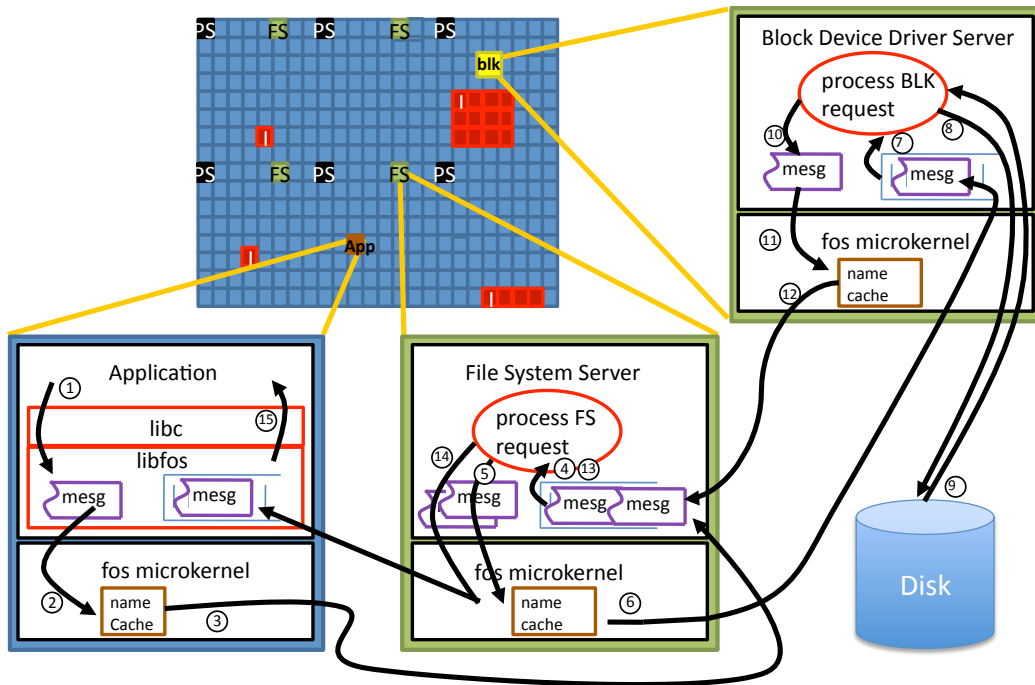 PS
FS
PS
FS
PS
blk
PS
FS
PS
FS
PS
App
Block Device Driver Server
process BLK
request
10
7
8
mesg
mesg
11
fos microkernel
12
name
cache
Application
1
15
libc
libfos
mesg
mesg
fos microkernel
2
name
Cache
3
File System Server
process FS
request
14
5
4
13
mesg
mesg
mesg
fos microkernel
name
cache
6
9
Disk